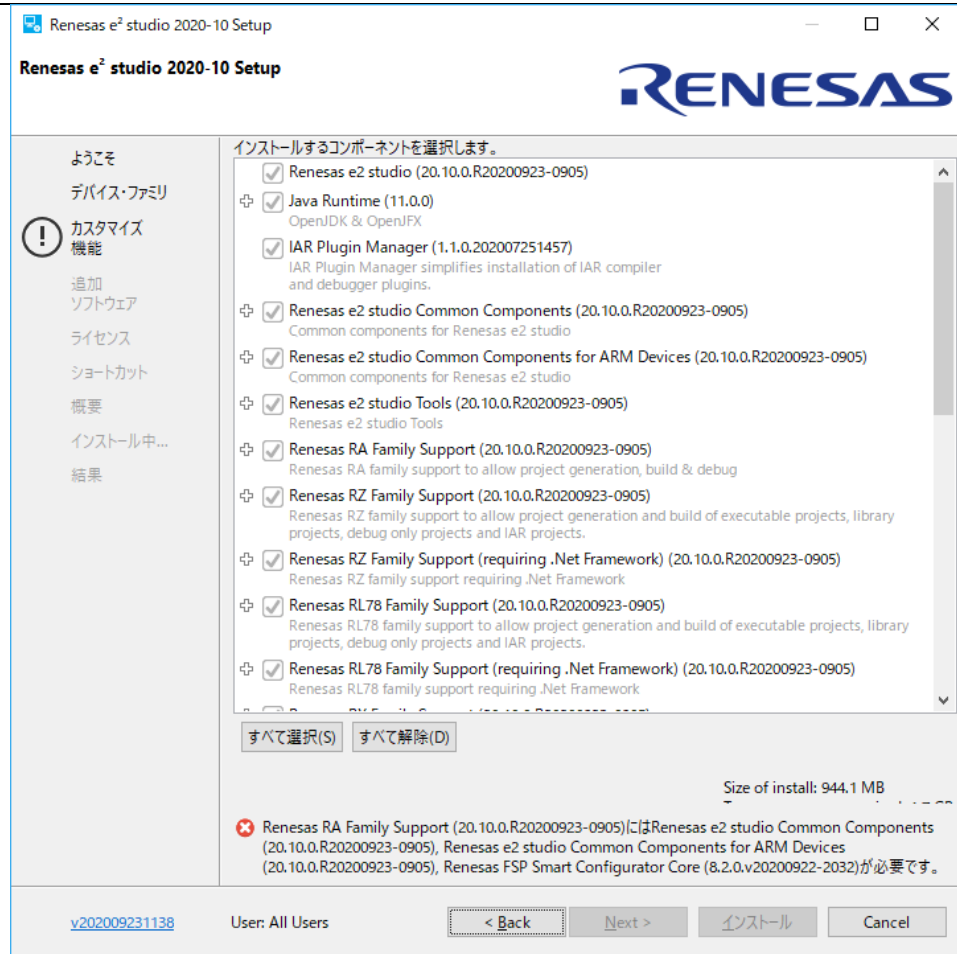 Renesas e² studio 2020-10 Setup
Renesas e² studio 2020-10 Setup
RENESAS
ようこそ
デバイス・ファミリ
カスタマイズ
機能
追加
ソフトウェア
ライセンス
ショートカット
概要
インストール中...
結果
インストールするコンポーネントを選択します。
Renesas e2 studio (20.10.0.R20200923-0905)
Java Runtime (11.0.0)
OpenJDK & OpenJFX
IAR Plugin Manager (1.1.0.202007251457)
IAR Plugin Manager simplifies installation of IAR compiler
and debugger plugins.
Renesas e2 studio Common Components (20.10.0.R20200923-0905)
Common components for Renesas e2 studio
Renesas e2 studio Common Components for ARM Devices (20.10.0.R20200923-0905)
Common components for Renesas e2 studio
Renesas e2 studio Tools (20.10.0.R20200923-0905)
Renesas e2 studio Tools
Renesas RA Family Support (20.10.0.R20200923-0905)
Renesas RA family support to allow project generation, build & debug
Renesas RZ Family Support (20.10.0.R20200923-0905)
Renesas RZ family support to allow project generation and build of executable projects, library
projects, debug only projects and IAR projects.
Renesas RZ Family Support (requiring .Net Framework) (20.10.0.R20200923-0905)
Renesas RZ family support requiring .Net Framework
Renesas RL78 Family Support (20.10.0.R20200923-0905)
Renesas RL78 family support to allow project generation and build of executable projects, library
projects, debug only projects and IAR projects.
Renesas RL78 Family Support (requiring .Net Framework) (20.10.0.R20200923-0905)
Renesas RL78 family support requiring .Net Framework
すべて選択(S) すべて解除(D)
Size of install: 944.1 MB
Renesas RA Family Support (20.10.0.R20200923-0905)にはRenesas e2 studio Common Components
(20.10.0.R20200923-0905), Renesas e2 studio Common Components for ARM Devices
(20.10.0.R20200923-0905), Renesas FSP Smart Configurator Core (8.2.0.v20200922-2032)が必要です。
v202009231138 User: All Users < Back Next > インストール Cancel